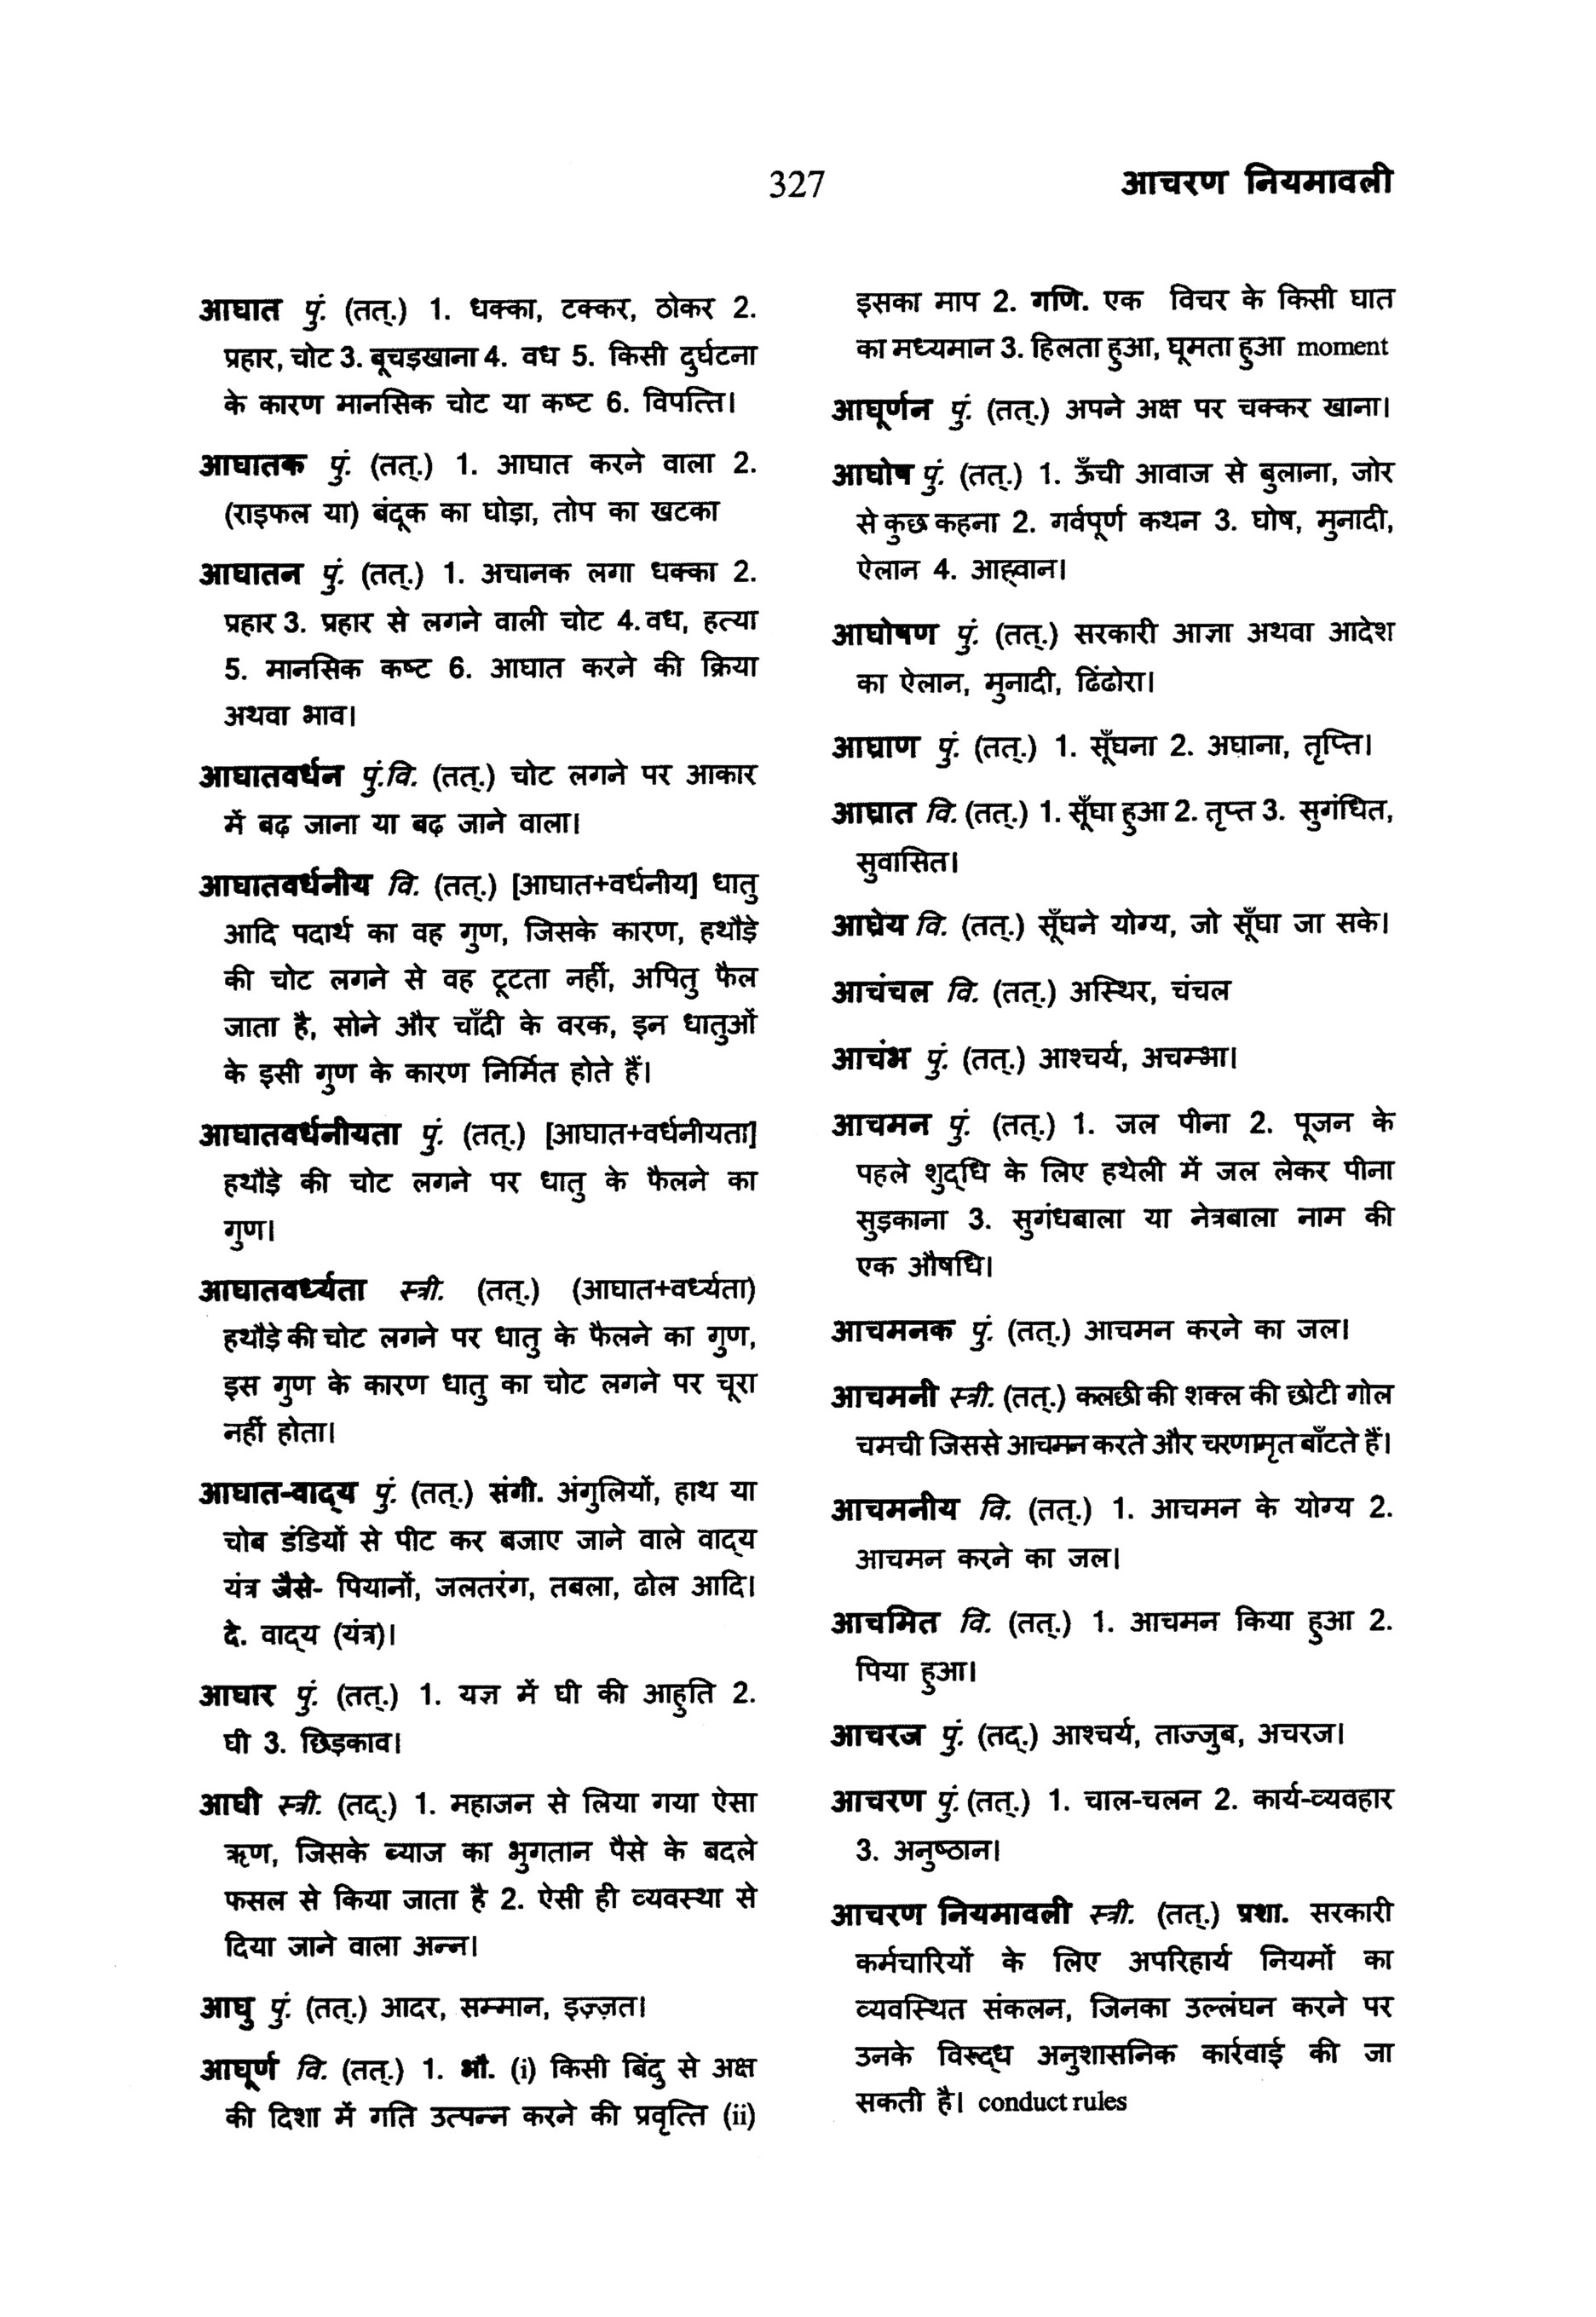 327
आचरण नियमावली
आघात पुं. (तत्.) 1. धक्का, टक्कर, ठोकर 2.
प्रहार, चोट 3. बूचड़खाना 4. वध 5. किसी दुर्घटना
के कारण मानसिक चोट या कष्ट 6. विपत्ति।
आघातक पुं. (तत्.) 1. आघात करने वाला 2.
(राइफल या) बंदूक का घोड़ा, तोप का खटका
आघातन पुं. (तत्.) 1. अचानक लगा धक्का 2.
प्रहार 3. प्रहार से लगने वाली चोट 4. वध, हत्या
5. मानसिक कष्ट 6. आघात करने की क्रिया
अथवा भाव।
आघातवर्धन पुं.वि. (तत्.) चोट लगने पर आकार
में बढ़ जाना या बढ़ जाने वाला।
आघातवर्धनीय वि. (तत्.) [आघात+वर्धनीय] धातु
आदि पदार्थ का वह गुण, जिसके कारण, हथौड़े
की चोट लगने से वह टूटता नहीं, अपितु फैल
जाता है, सोने और चाँदी के वरक, इन धातुओं
के इसी गुण के कारण निर्मित होते हैं।
आघातवर्धनीयता पुं. (तत्.) [आघात+वर्धनीयता]
हथौड़े की चोट लगने पर धातु के फैलने का
गुण।
आघातवर्ध्यता स्त्री. (तत्.) (आघात+वर्ध्यता)
हथौड़े की चोट लगने पर धातु के फैलने का गुण,
इस गुण के कारण धातु का चोट लगने पर चूरा
नहीं होता।
आघात-वाद्य पुं. (तत्.) संगी. अंगुलियों, हाथ या
चोब डंडियों से पीट कर बजाए जाने वाले वाद्य
यंत्र जैसे- पियानों, जलतरंग, तबला, ढोल आदि।
दे. वाद्य (यंत्र)।
आघार पुं. (तत्.) 1. यज्ञ में घी की आहुति 2.
घी 3. छिड़काव।
आघी स्त्री. (तद्.) 1. महाजन से लिया गया ऐसा
ऋण, जिसके ब्याज का भुगतान पैसे के बदले
फसल से किया जाता है 2. ऐसी ही व्यवस्था से
दिया जाने वाला अन्न।
आघु पुं. (तत्.) आदर, सम्मान, इज़्ज़त।
आघूर्ण वि. (तत्.) 1. भौ. (i) किसी बिंदु से अक्ष
की दिशा में गति उत्पन्न करने की प्रवृत्ति (ii)
इसका माप 2. गणि. एक विचर के किसी घात
का मध्यमान 3. हिलता हुआ, घूमता हुआ moment
आघूर्णन पुं. (तत्.) अपने अक्ष पर चक्कर खाना।
आघोष पुं. (तत्.) 1. ऊँची आवाज से बुलाना, जोर
से कुछ कहना 2. गर्वपूर्ण कथन 3. घोष, मुनादी,
ऐलान 4. आह्वान।
आघोषण पुं. (तत्.) सरकारी आज्ञा अथवा आदेश
का ऐलान, मुनादी, ढिंढोरा।
आघ्राण पुं. (तत्.) 1. सूँघना 2. अघाना, तृप्ति।
आघ्रात वि. (तत्.) 1. सूँघा हुआ 2. तृप्त 3. सुगंधित,
सुवासित।
आघ्रेय वि. (तत्.) सूँघने योग्य, जो सूँघा जा सके।
आचंचल वि. (तत्.) अस्थिर, चंचल
आचंभ पुं. (तत्.) आश्चर्य, अचम्भा।
आचमन पुं. (तत्.) 1. जल पीना 2. पूजन के
पहले शुद्धि के लिए हथेली में जल लेकर पीना
सुड़काना 3. सुगंधबाला या नेत्रबाला नाम की
एक औषधि।
आचमनक पुं. (तत्.) आचमन करने का जल।
आचमनी स्त्री. (तत्.) कलछी की शक्ल की छोटी गोल
चमची जिससे आचमन करते और चरणामृत बाँटते हैं।
आचमनीय वि. (तत्.) 1. आचमन के योग्य 2.
आचमन करने का जल।
आचमित वि. (तत्.) 1. आचमन किया हुआ 2.
पिया हुआ।
आचरज पुं. (तद्.) आश्चर्य, ताज्जुब, अचरज।
आचरण पुं. (तत्.) 1. चाल-चलन 2. कार्य-व्यवहार
3. अनुष्ठान।
आचरण नियमावली स्त्री. (तत्.) प्रशा. सरकारी
कर्मचारियों के लिए अपरिहार्य नियमों का
व्यवस्थित संकलन, जिनका उल्लंघन करने पर
उनके विरूद्ध अनुशासनिक कार्रवाई की जा
सकती है। conduct rules